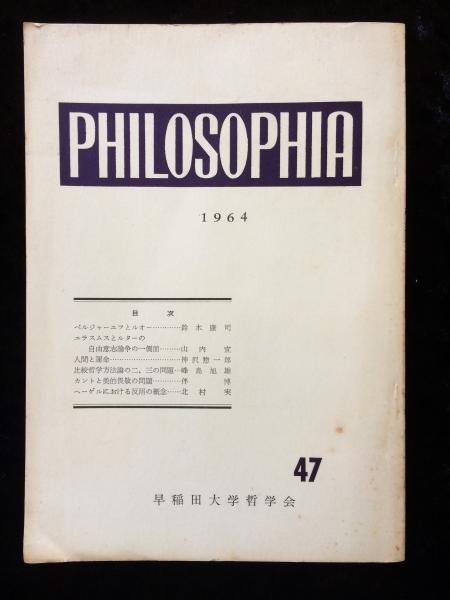 PHILOSOPHIA
1964
目次
ベルジャーエフとルオー…………鈴木康司
エラスムスとルターの
自由意志論争の一側面………山内宣
人間と運命……………………神沢惣一郎
比較哲学方法論の二、三の問題…峰島旭雄
カントと美的畏敬の問題………伴博
ヘーゲルにおける反省の概念……北村実
47
早稲田大学哲学会